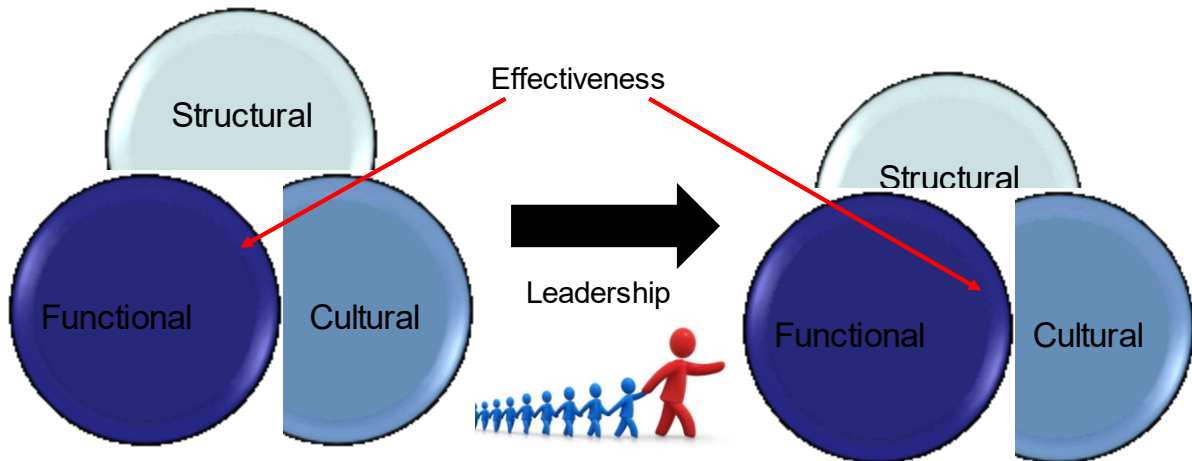 Effectiveness
Structural
Functional
Cultural
Leadership
Structural
Functional
Cultural